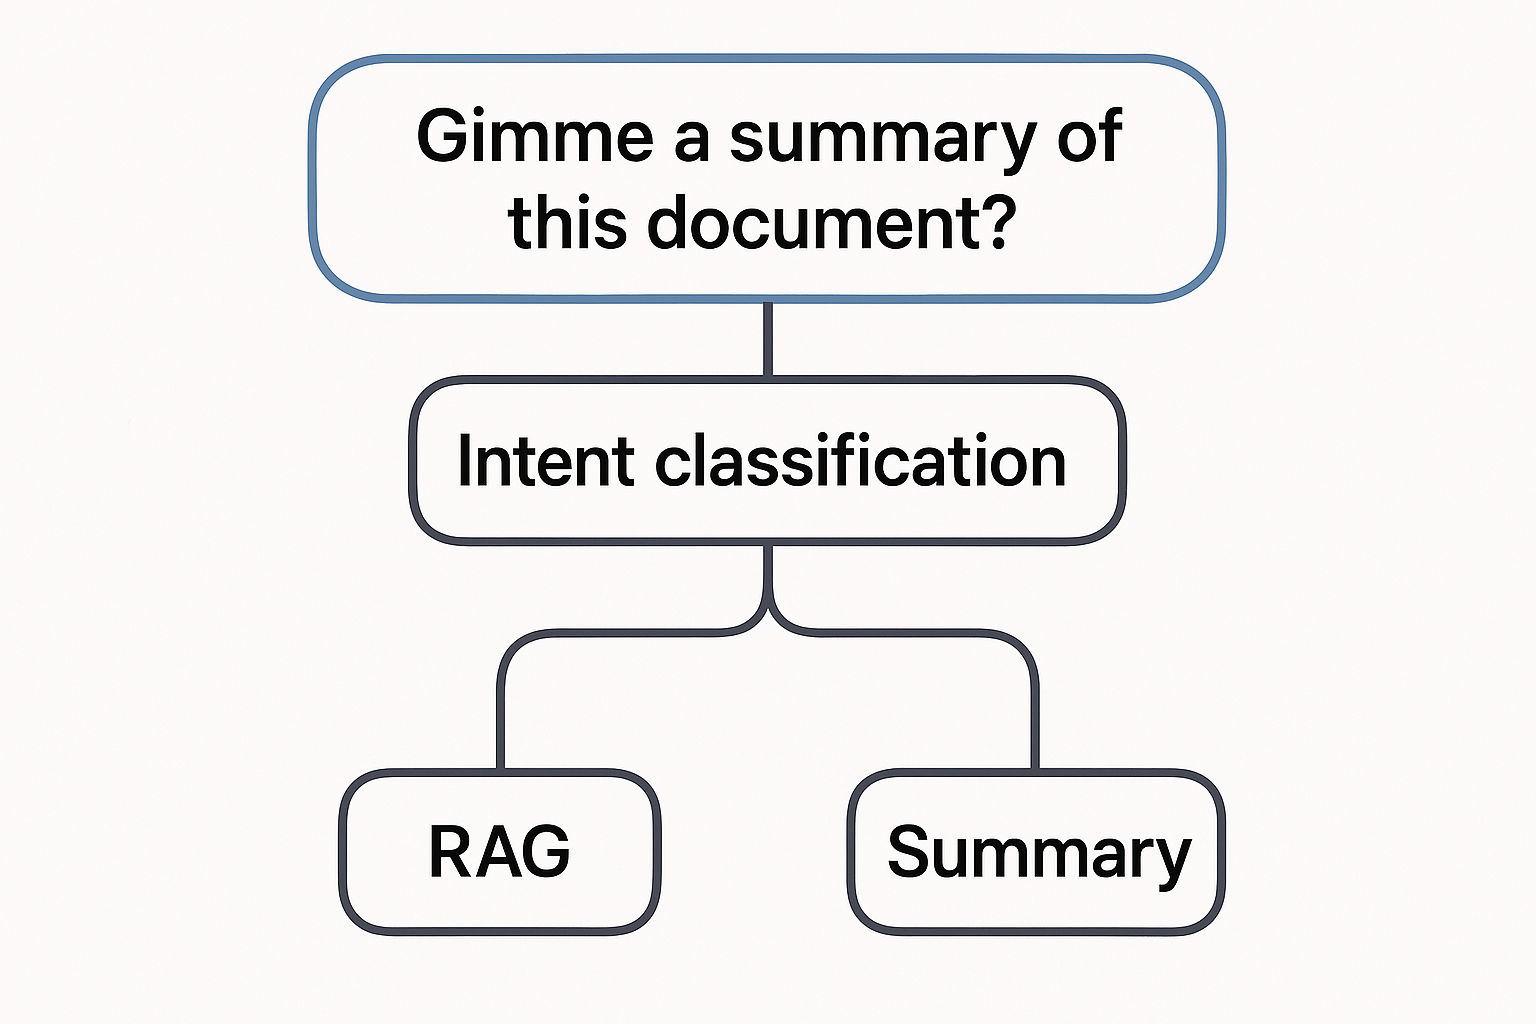 Gimme a summary of
this document?
Intent classification
RAG
Summary